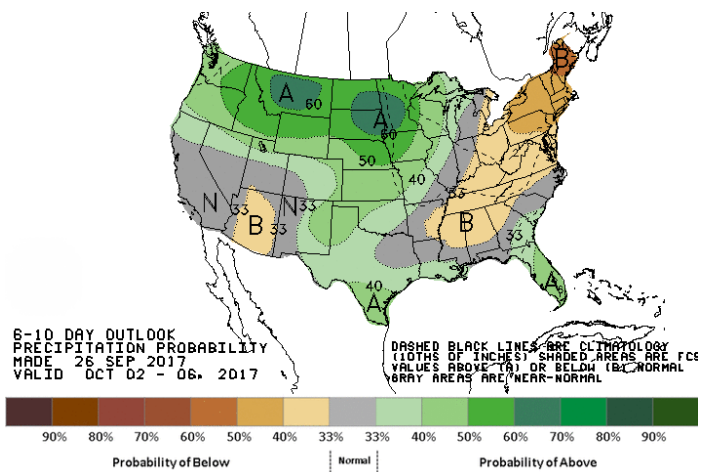 A
60
A
60
50
40
33
33
N
33
N
33
B
33
B
33
40
A
A
B
6-10 DAY OUTLOOK
PRECIPITATION PROBABILITY
MADE 26 SEP 2017
VALID OCT 02 - 06, 2017
DASHED BLACK LINES ARE CLIMATOLOGY
(10THS OF INCHES) SHADED AREAS ARE FCS
VALUES ABOVE (A) OR BELOW (B) NORMAL
GRAY AREAS ARE NEAR-NORMAL
90% 80% 70% 60% 50% 40% 33% 33% 40% 50% 60% 70% 80% 90%
Probability of Below Normal Probability of Above